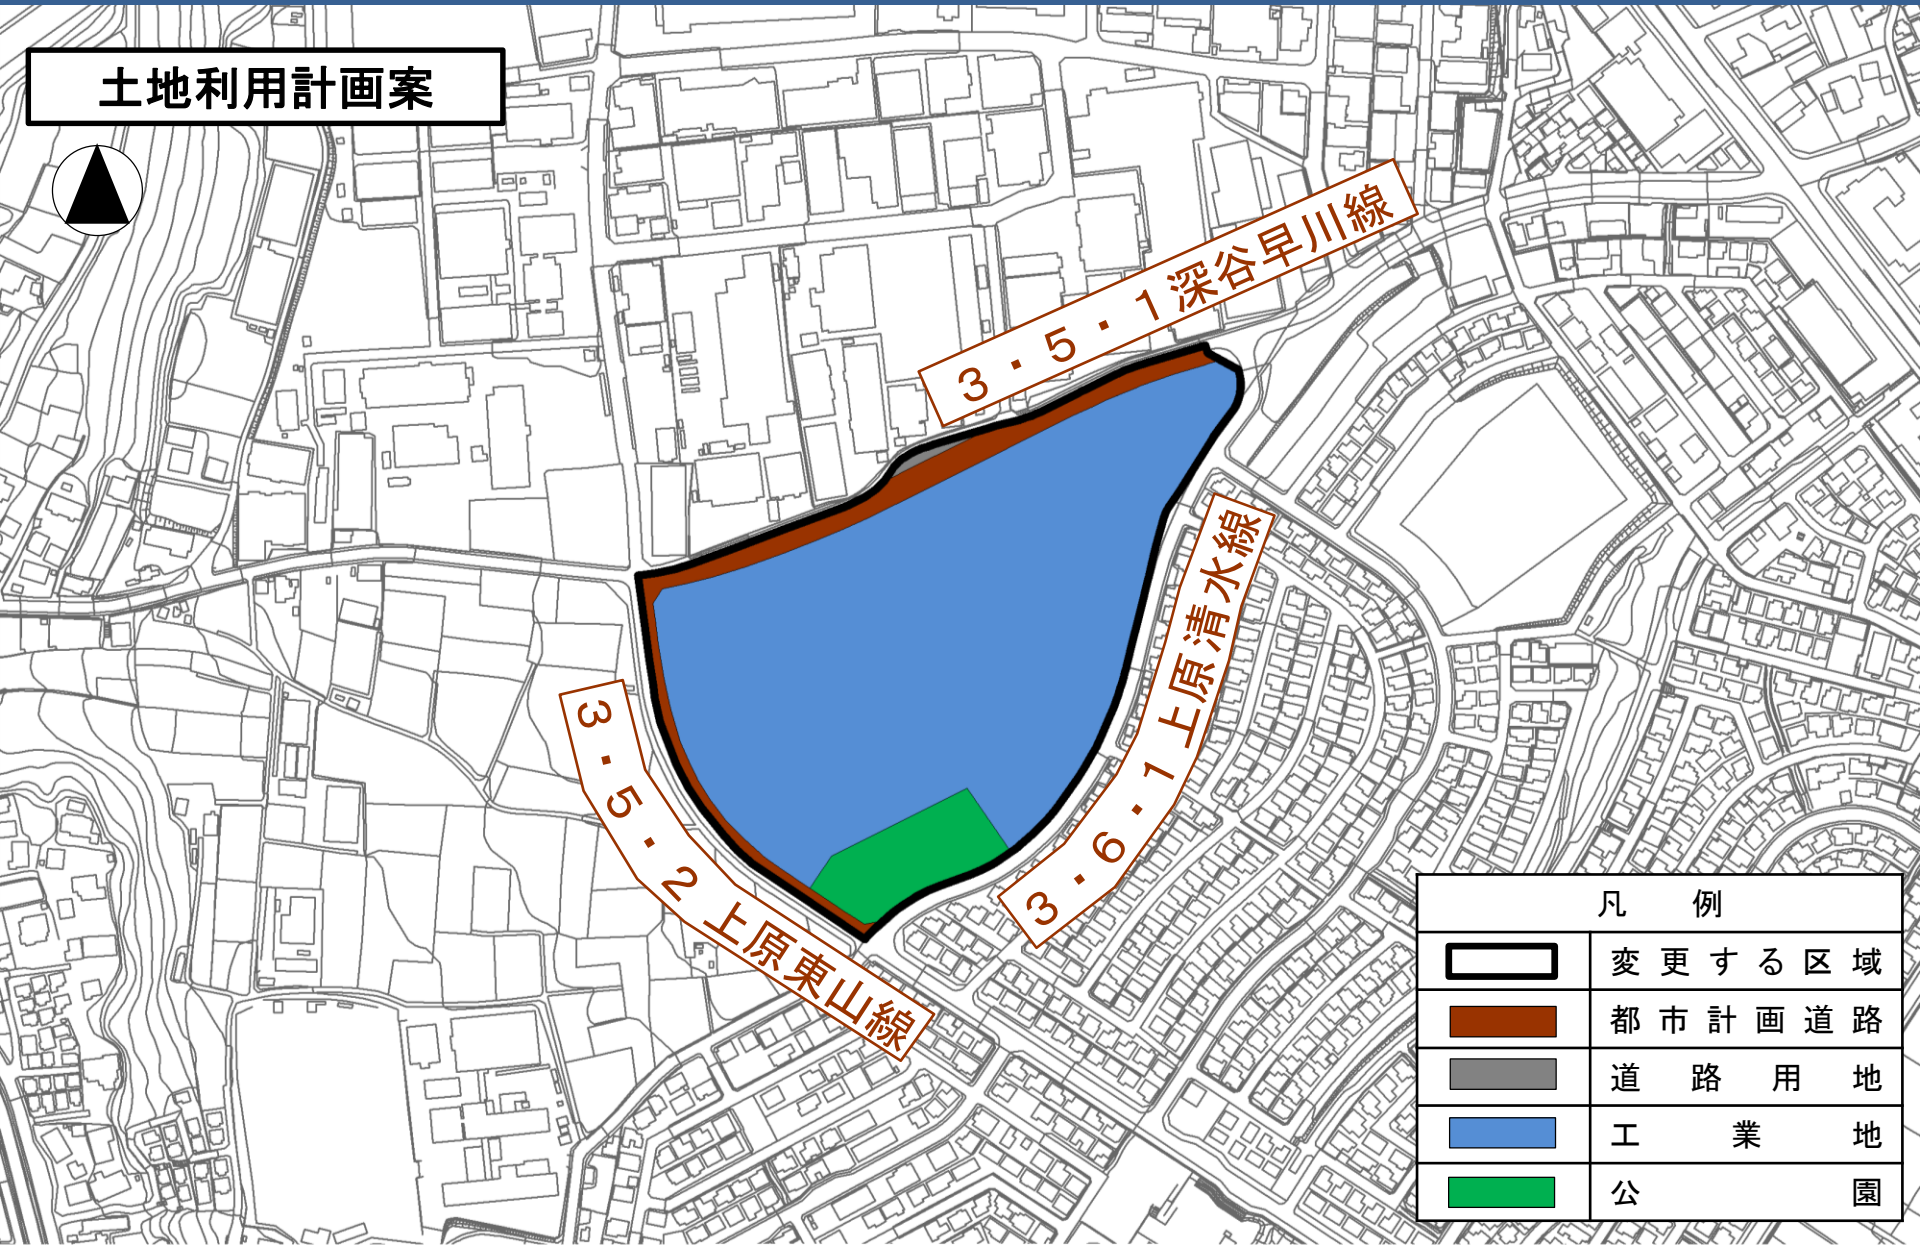 土地利用計画案
3・5・1深谷早川線
3・6・1上原清水線
3・5・2上原東山線
凡例
変更する区域
都市計画道路
道路用地
工業地
公園